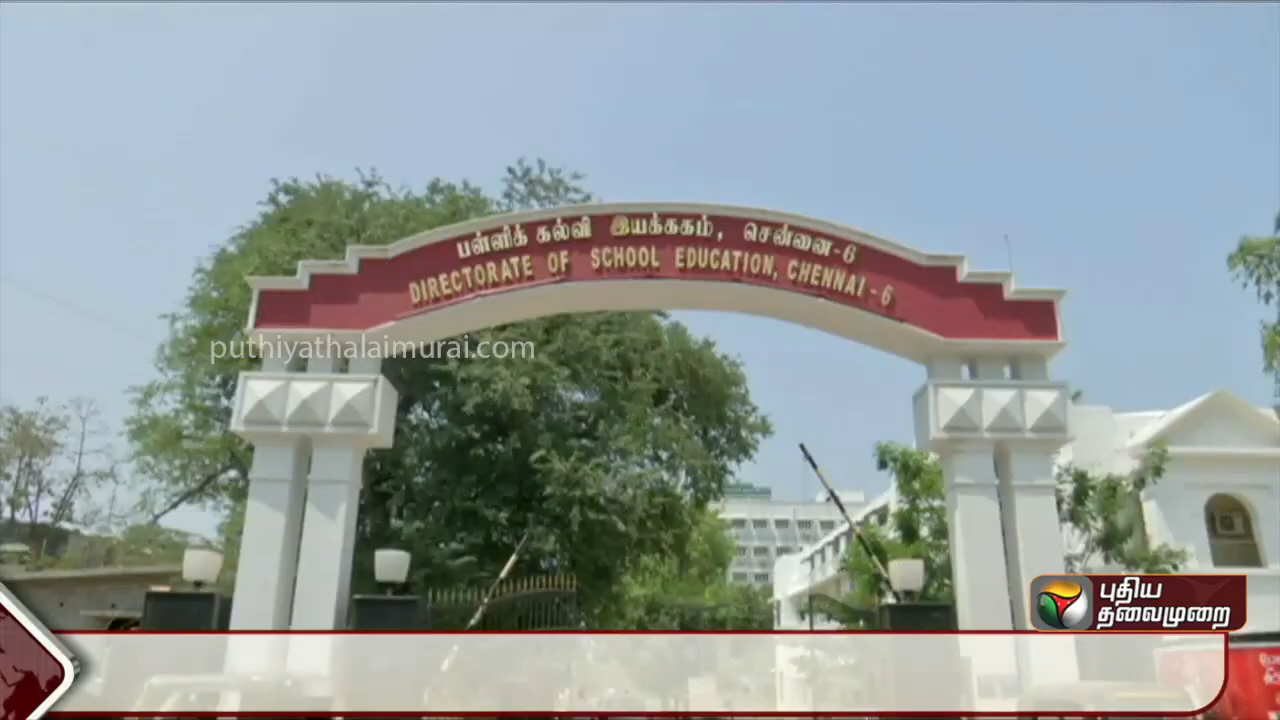 பள்ளிக் கல்வி இயக்ககம், சென்னை-6
DIRECTORATE OF SCHOOL EDUCATION, CHENNAI - 6
puthiyathalaimurai.com
புதிய
தலைமுறை